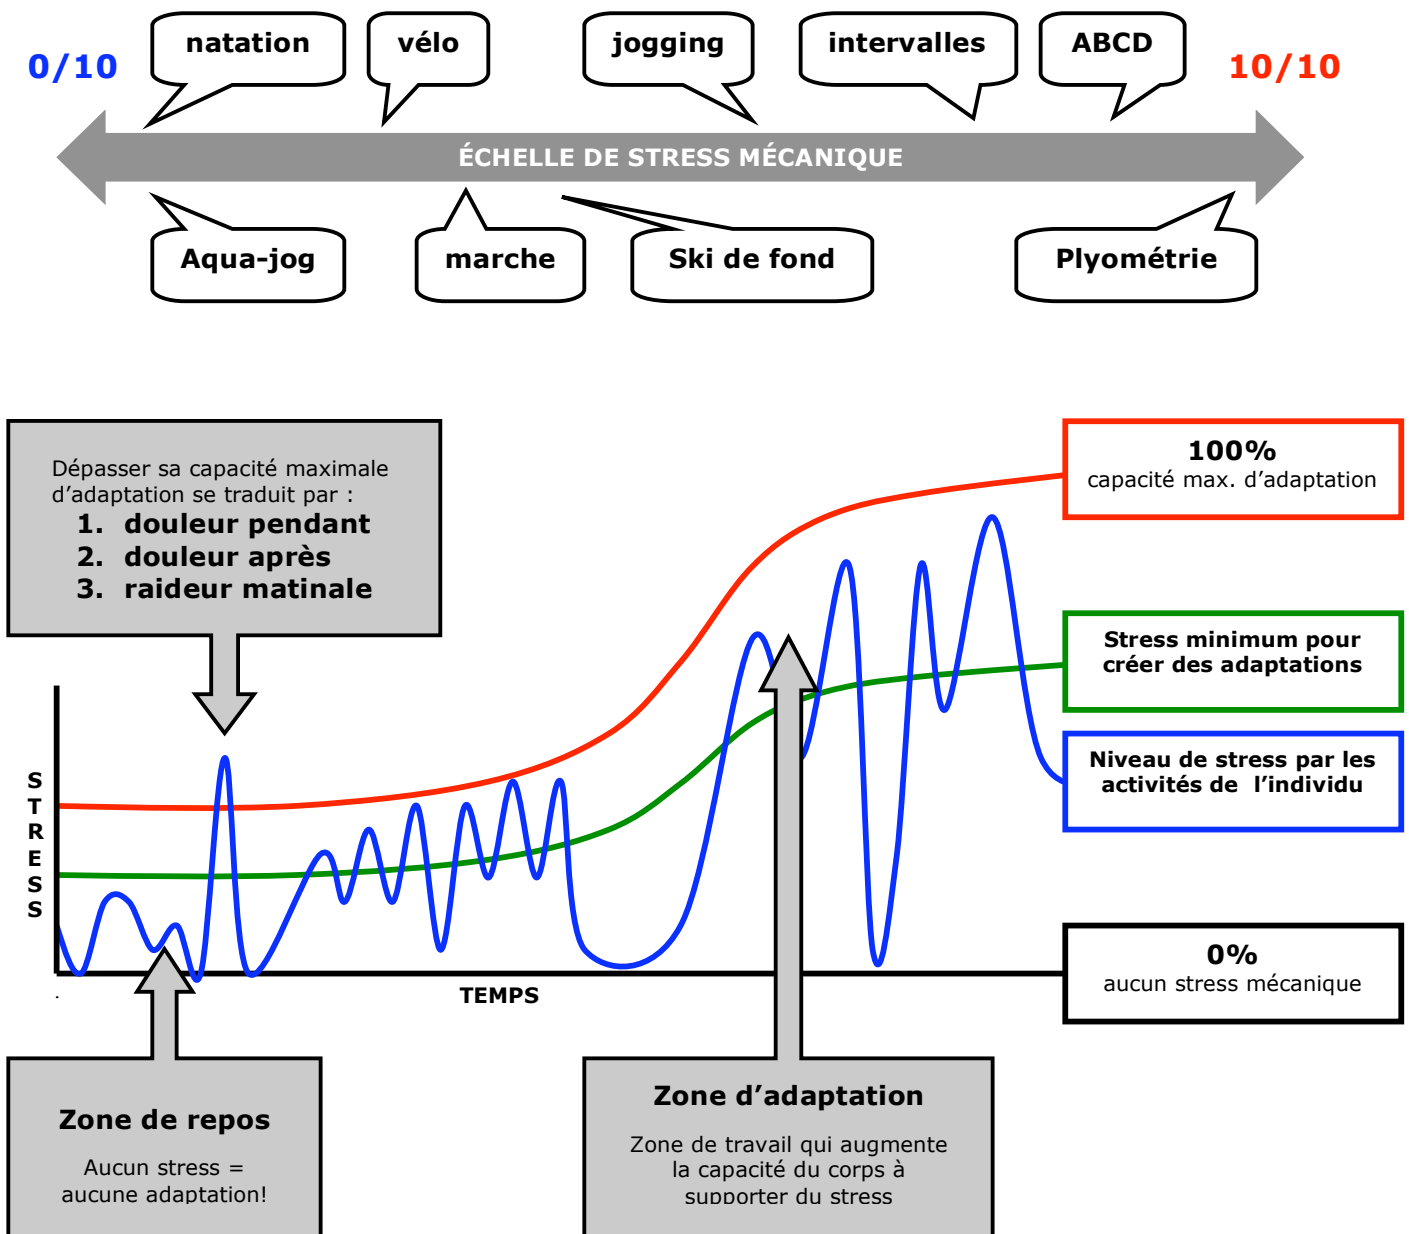 natation
vélo
jogging
intervalles
ABCD
0/10
10/10
ÉCHELLE DE STRESS MÉCANIQUE
Aqua-jog
marche
Ski de fond
Plyométrie
Dépasser sa capacité maximale
d’adaptation se traduit par :
1. douleur pendant
2. douleur après
3. raideur matinale
100%
capacité max. d’adaptation
Stress minimum pour
créer des adaptations
Niveau de stress par les
activités de l’individu
STRESS
TEMPS
0%
aucun stress mécanique
Zone de repos
Aucun stress =
aucune adaptation!
Zone d’adaptation
Zone de travail qui augmente
la capacité du corps à
supporter du stress